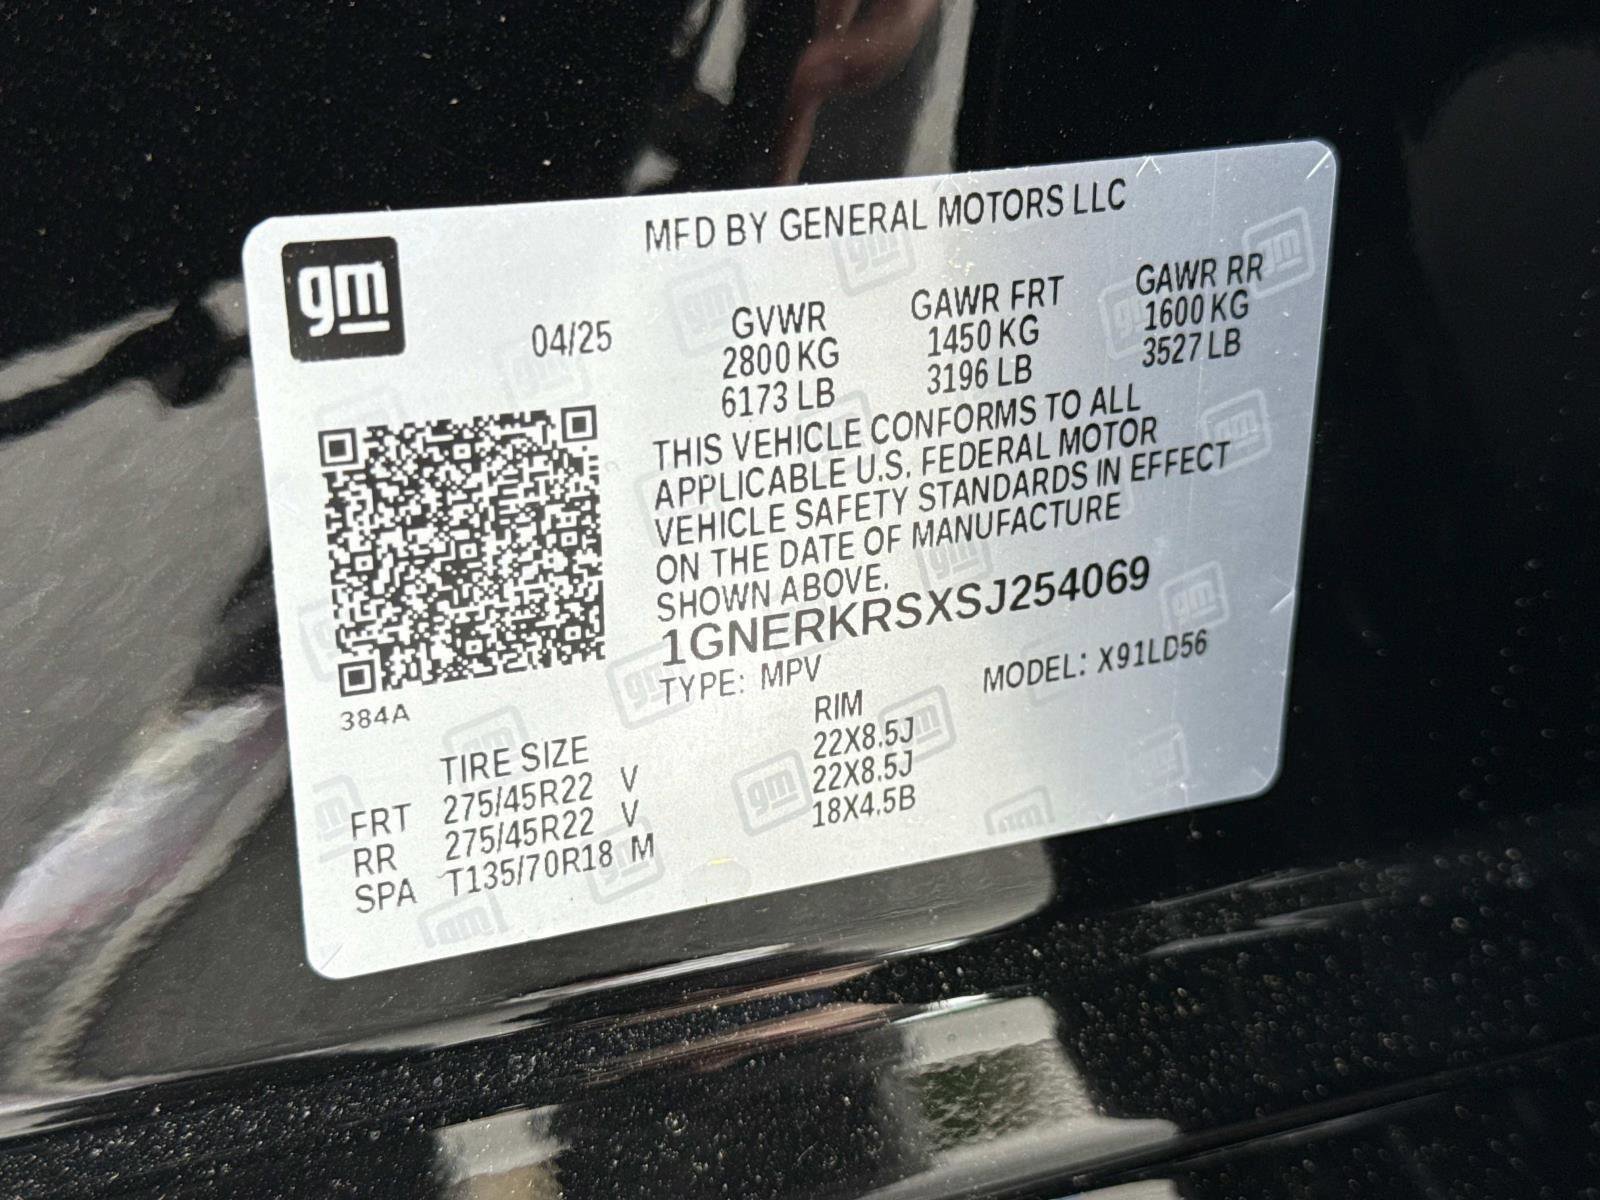 gm
MFD BY GENERAL MOTORS LLC
04/25
GVWR
2800 KG
6173 LB
GAWR FRT
1450 KG
3196 LB
GAWR RR
1600 KG
3527 LB
THIS VEHICLE CONFORMS TO ALL
APPLICABLE U.S. FEDERAL MOTOR
VEHICLE SAFETY STANDARDS IN EFFECT
ON THE DATE OF MANUFACTURE
SHOWN ABOVE.
1GNERKRSXSJ254069
TYPE: MPV MODEL: X91LD56
384A
TIRE SIZE RIM
FRT 275/45R22 V 22X8.5J
RR 275/45R22 V 22X8.5J
SPA T135/70R18 M 18X4.5B